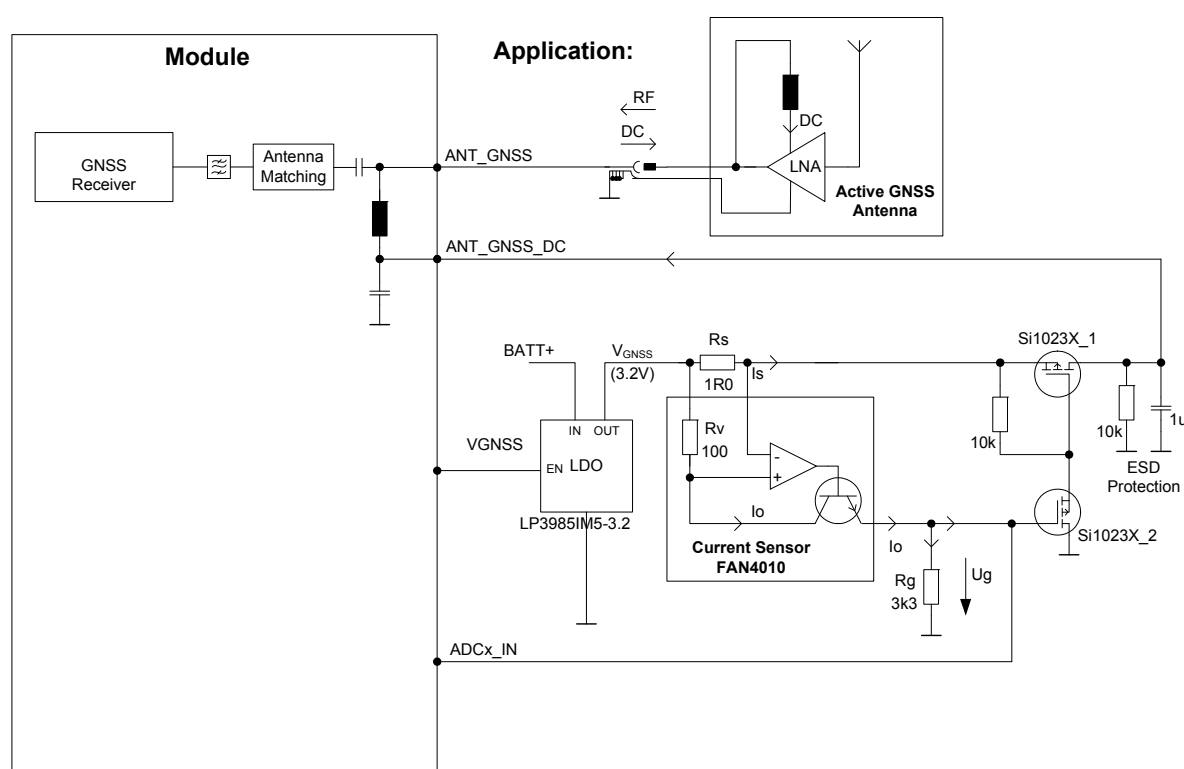 Module
Application:
GNSS
Receiver
Antenna
Matching
ANT_GNSS
RF
DC
DC
LNA
Active GNSS
Antenna
ANT_GNSS_DC
BATT+
VGNSS
(3.2V)
Rs
1R0
Is
Si1023X_1
10k
10k
1u
ESD
Protection
VGNSS
IN OUT
EN LDO
LP3985IM5-3.2
Rv
100
-
+
Io
Current Sensor
FAN4010
Io
Rg
3k3
Ug
Si1023X_2
ADCx_IN